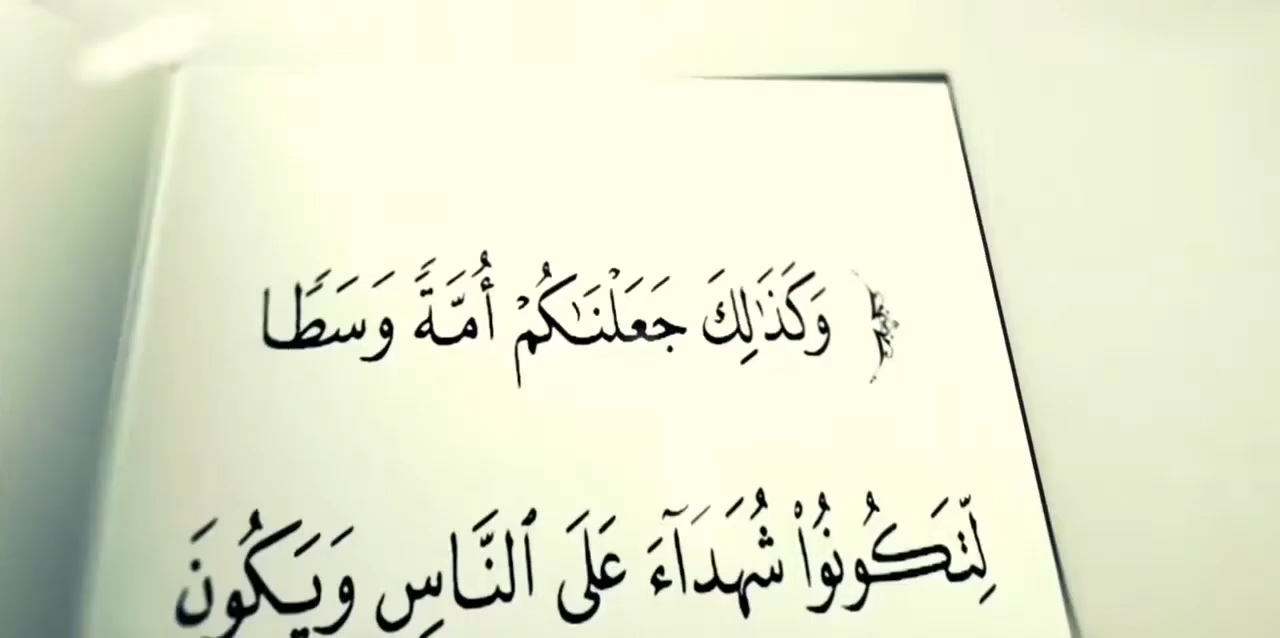 ﴿ وَكَذَٰلِكَ جَعَلْنَـٰكُمْ أُمَّةً وَسَطًا
لِّتَكُونُوا۟ شُهَدَآءَ عَلَى ٱلنَّاسِ وَيَكُونَ